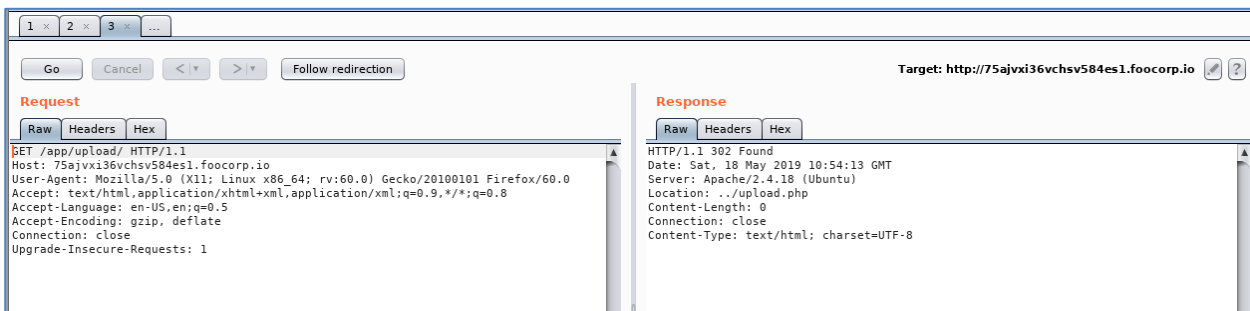 1 × 2 × 3 × ...
Go Cancel < > Follow redirection Target: http://75ajvxi36vchsv584es1.foocorp.io ?
Request
Raw Headers Hex
GET /app/upload/ HTTP/1.1
Host: 75ajvxi36vchsv584es1.foocorp.io
User-Agent: Mozilla/5.0 (X11; Linux x86_64; rv:60.0) Gecko/20100101 Firefox/60.0
Accept: text/html,application/xhtml+xml,application/xml;q=0.9,*/*;q=0.8
Accept-Language: en-US,en;q=0.5
Accept-Encoding: gzip, deflate
Connection: close
Upgrade-Insecure-Requests: 1
Response
Raw Headers Hex
HTTP/1.1 302 Found
Date: Sat, 18 May 2019 10:54:13 GMT
Server: Apache/2.4.18 (Ubuntu)
Location: ../upload.php
Content-Length: 0
Connection: close
Content-Type: text/html; charset=UTF-8